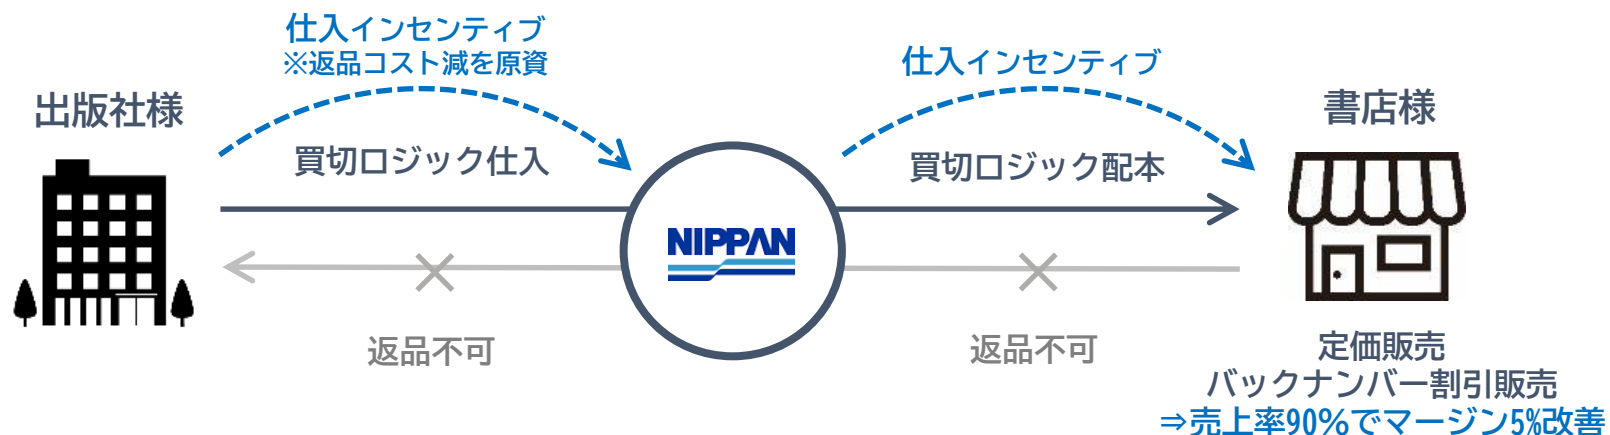 仕入インセンティブ
※返品コスト減を原資
仕入インセンティブ
出版社様
書店様
買切ロジック仕入
買切ロジック配本
NIPPAN
返品不可
返品不可
定価販売
バックナンバー割引販売
⇒売上率90%でマージン5%改善